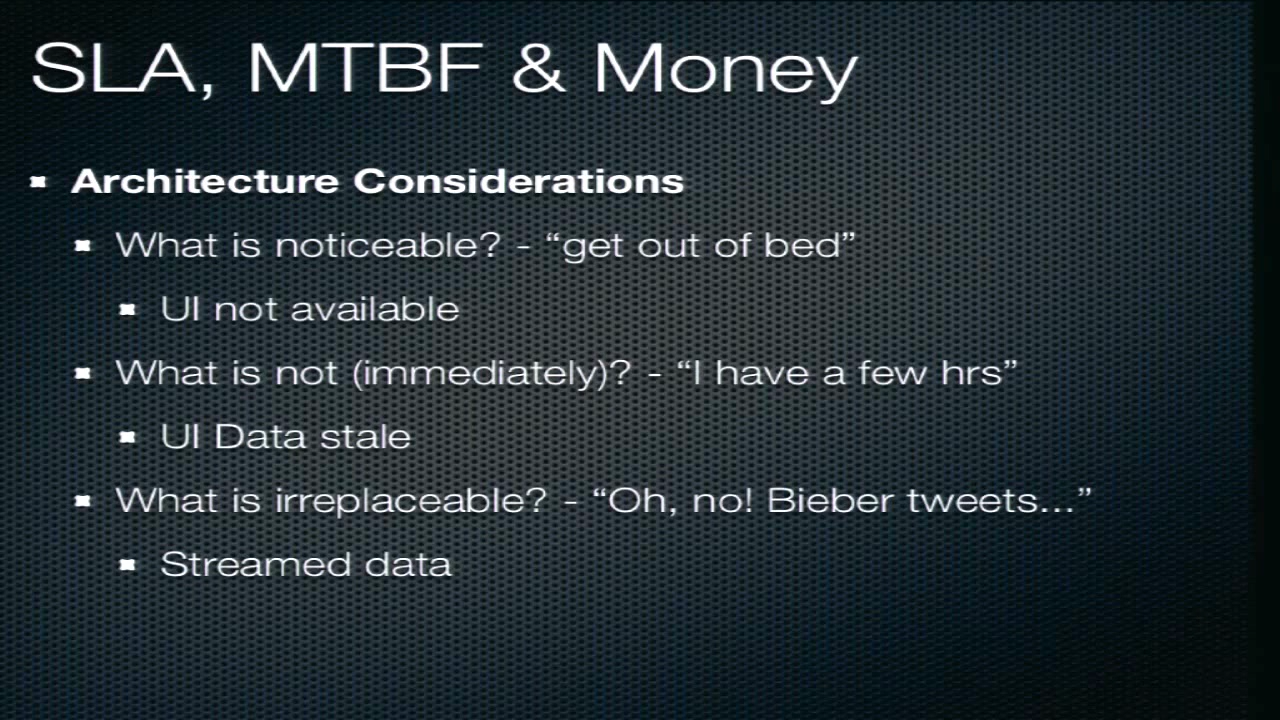 SLA, MTBF & Money
Architecture Considerations
What is noticeable? - “get out of bed”
UI not available
What is not (immediately)? - “I have a few hrs”
UI Data stale
What is irreplaceable? - “Oh, no! Bieber tweets...”
Streamed data